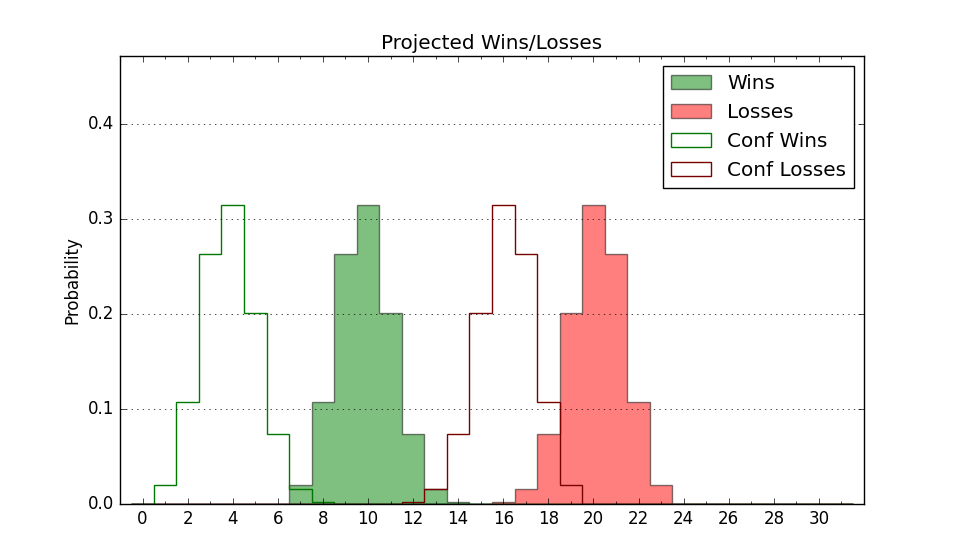 Projected Wins/Losses
Wins
Losses
Conf Wins
Conf Losses
Probability
0.4
0.3
0.2
0.1
0.0
0 2 4 6 8 10 12 14 16 18 20 22 24 26 28 30